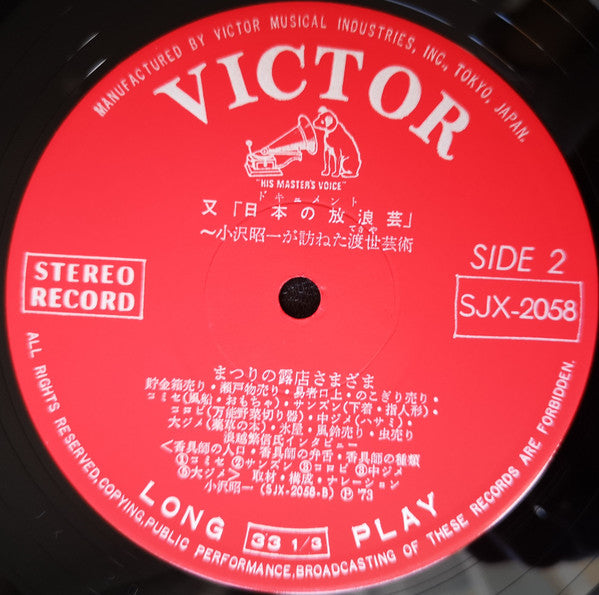 MANUFACTURED BY VICTOR MUSICAL INDUSTRIES, INC., TOKYO, JAPAN.
VICTOR
"HIS MASTER'S VOICE"
ドキュメント
又「日本の放浪芸」
てきや
〜小沢昭一が訪ねた渡世芸術
STEREO
RECORD
SIDE 2
SJX-2058
まつりの露店さまざま
貯金箱売り・瀬戸物売り・易者口上・のこぎり売り・
コミセ(風船・おもちゃ)・サンズン(下着・指人形)・
コロビ(万能野菜切り器)・中ジメ(ハサミ)・
大ジメ(薬草の本)・氷屋・風鈴売り・虫売り
浪越繁信氏インタビュー
<香具師の人口・香具師の弁舌・香具師の種類
①コミセ ②サンズン ③コロビ ③中ジメ
⑤大ジメ> 取材・構成・ナレーション
小沢昭一 (SJX-2058-B) Ⓟ'73
LONG 33 1/3 PLAY
ALL RIGHTS RESERVED,COPYING,PUBLIC PERFORMANCE,BROADCASTING OF THESE RECORDS ARE FORBIDDEN.